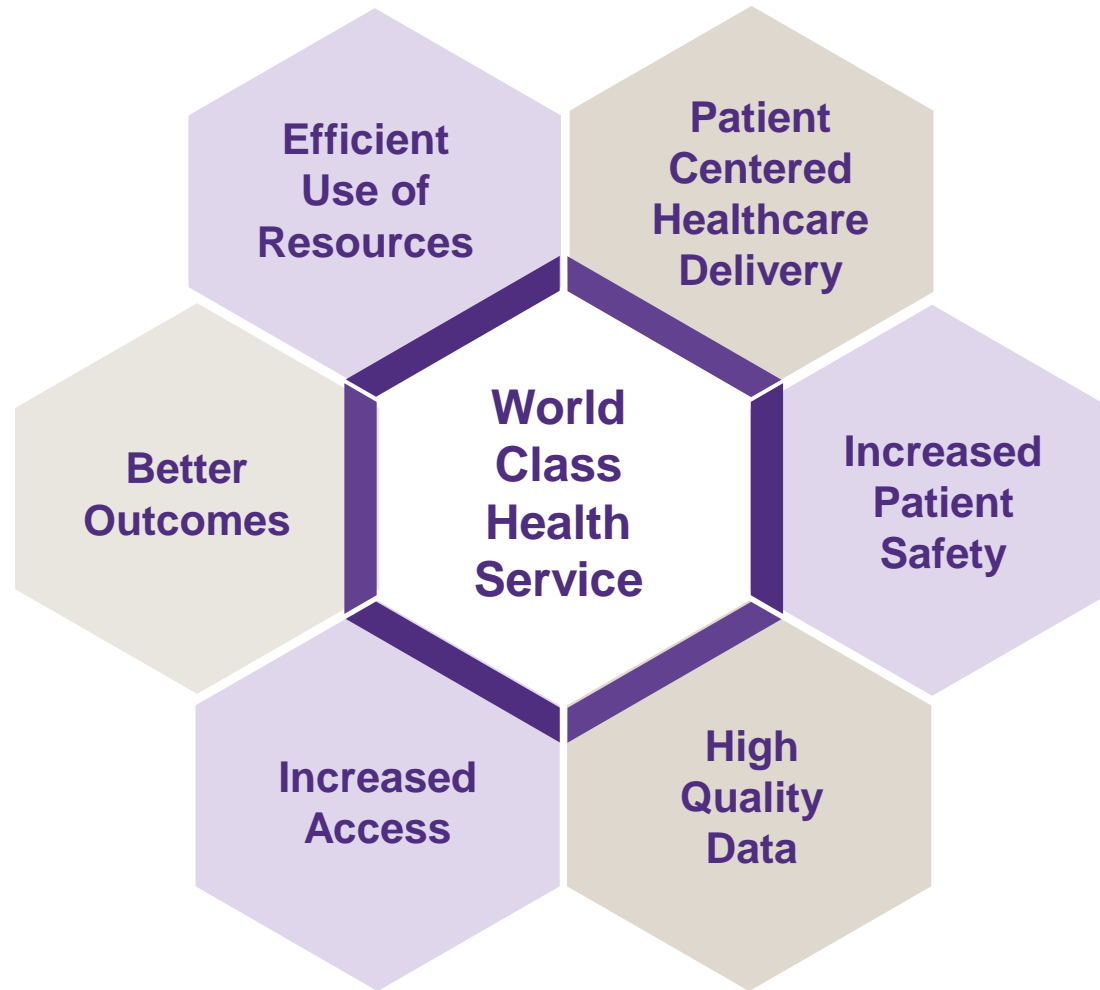 Efficient
Use of
Resources
Patient
Centered
Healthcare
Delivery
World
Class
Health
Service
Better
Outcomes
Increased
Patient
Safety
Increased
Access
High
Quality
Data